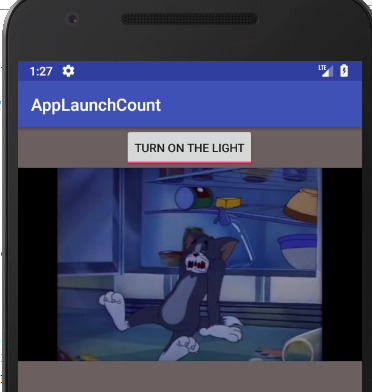 1:27
LTE
AppLaunchCount
TURN ON THE LIGHT